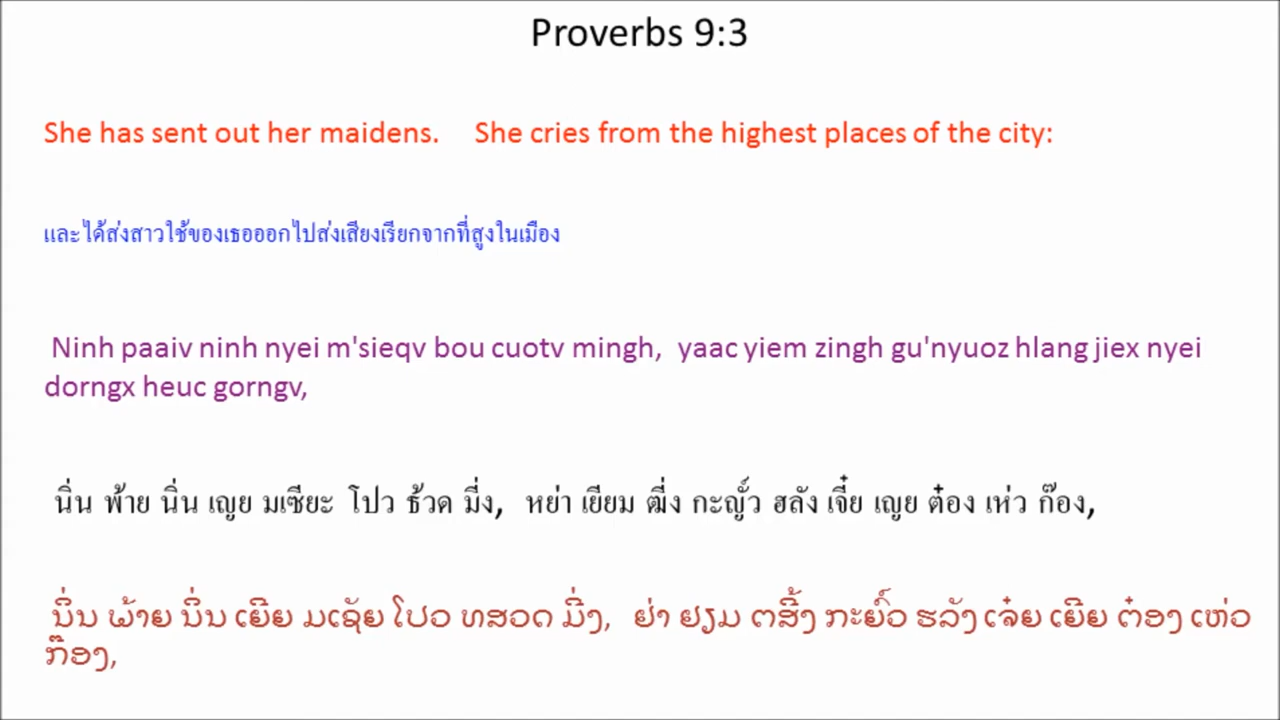 Proverbs 9:3
She has sent out her maidens.    She cries from the highest places of the city:
และได้ส่งสาวใช้ของเธอออกไปส่งเสียงเรียกจากที่สูงในเมือง
Ninh paaiv ninh nyei m'sieqv bou cuotv mingh,  yaac yiem zingh gu'nyuoz hlang jiex nyei
dorngx heuc gorngv,
นิ่น พ้าย นิ่น เญย มเซียะ โปว ธ้วด มี่ง,  หย่า เยียม ฒี่ง กะญั์ว ฮลัง เจี๋ย เญย ต๋อง เห่ว ก๊อง,
ນິ່ນ ພ້າຍ ນິ່ນ ເຍີຍ ມເຊັຍ ໂປວ ທສວດ ມີ່ງ,  ຢ່າ ຢຽມ ຕສີ້ງ ກະຍົ໌ວ ຮລັງ ເຈ໋ຍ ເຍີຍ ຕ໋ອງ ເຫ່ວ
ກ໊ອງ,